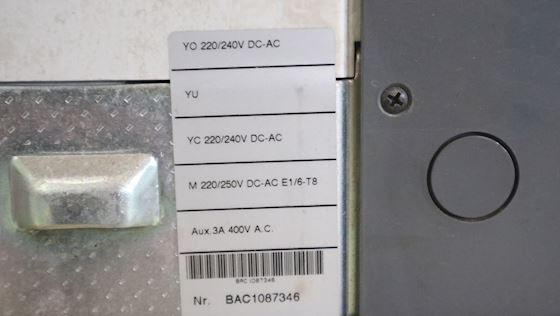 YO 220/240V DC-AC
YU
YC 220/240V DC-AC
M 220/250V DC-AC E1/6-T8
Aux.3A 400V A.C.
BAC1087346
Nr. BAC1087346